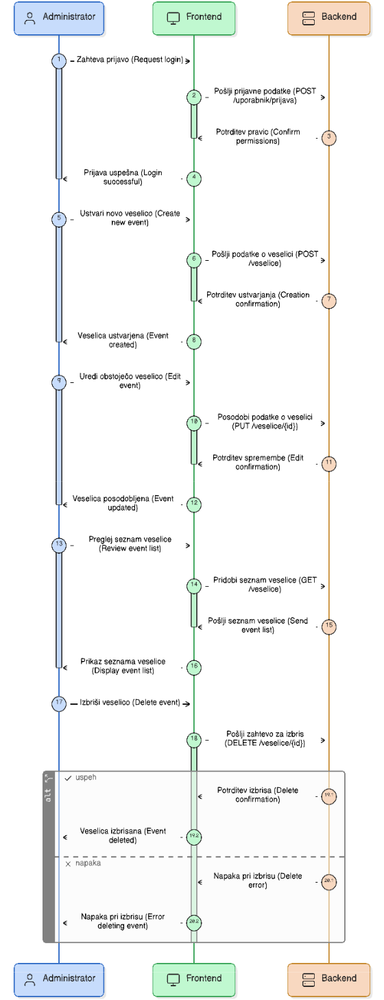 Administrator
Frontend
Backend
1
Zahteva prijavo (Request login)
2
Pošlji prijavne podatke (POST
/uporabnik/prijava)
Potrditev pravic (Confirm
permissions)
3
Prijava uspešna (Login
successful)
4
5
Ustvari novo veselico (Create
new event)
6
Pošlji podatke o veselici (POST
/veselice)
Potrditev ustvarjanja (Creation
confirmation)
7
Veselica ustvarjena (Event
created)
8
9
Uredi obstoječo veselico (Edit
event)
10
Posodobi podatke o veselici
(PUT /veselice/{id})
Potrditev spremembe (Edit
confirmation)
11
Veselica posodobljena (Event
updated)
12
13
Preglej seznam veselice
(Review event list)
14
Pridobi seznam veselice (GET
/veselice)
Pošlji seznam veselice (Send
event list)
15
Prikaz seznama veselice
(Display event list)
16
17
Izbriši veselico (Delete event)
18
Pošlji zahtevo za izbris
(DELETE /veselice/{id})
alt
uspeh
Potrditev izbrisa (Delete
confirmation)
19.1
Veselica izbrisana (Event
deleted)
19.2
napaka
Napaka pri izbrisu (Delete
error)
20.1
Napaka pri izbrisu (Error
deleting event)
20.2
Administrator
Frontend
Backend